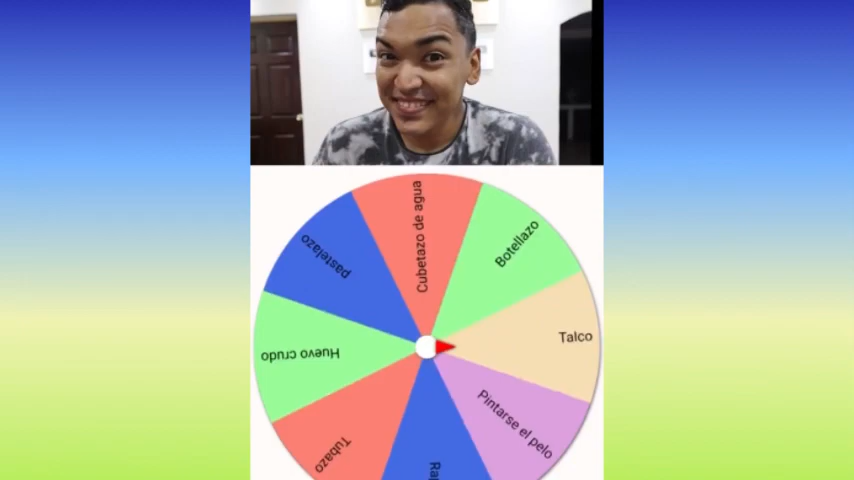 Cubetazo de agua
Botellazo
pastelazo
Talco
Huevo crudo
Pintarse el pelo
Tubazo